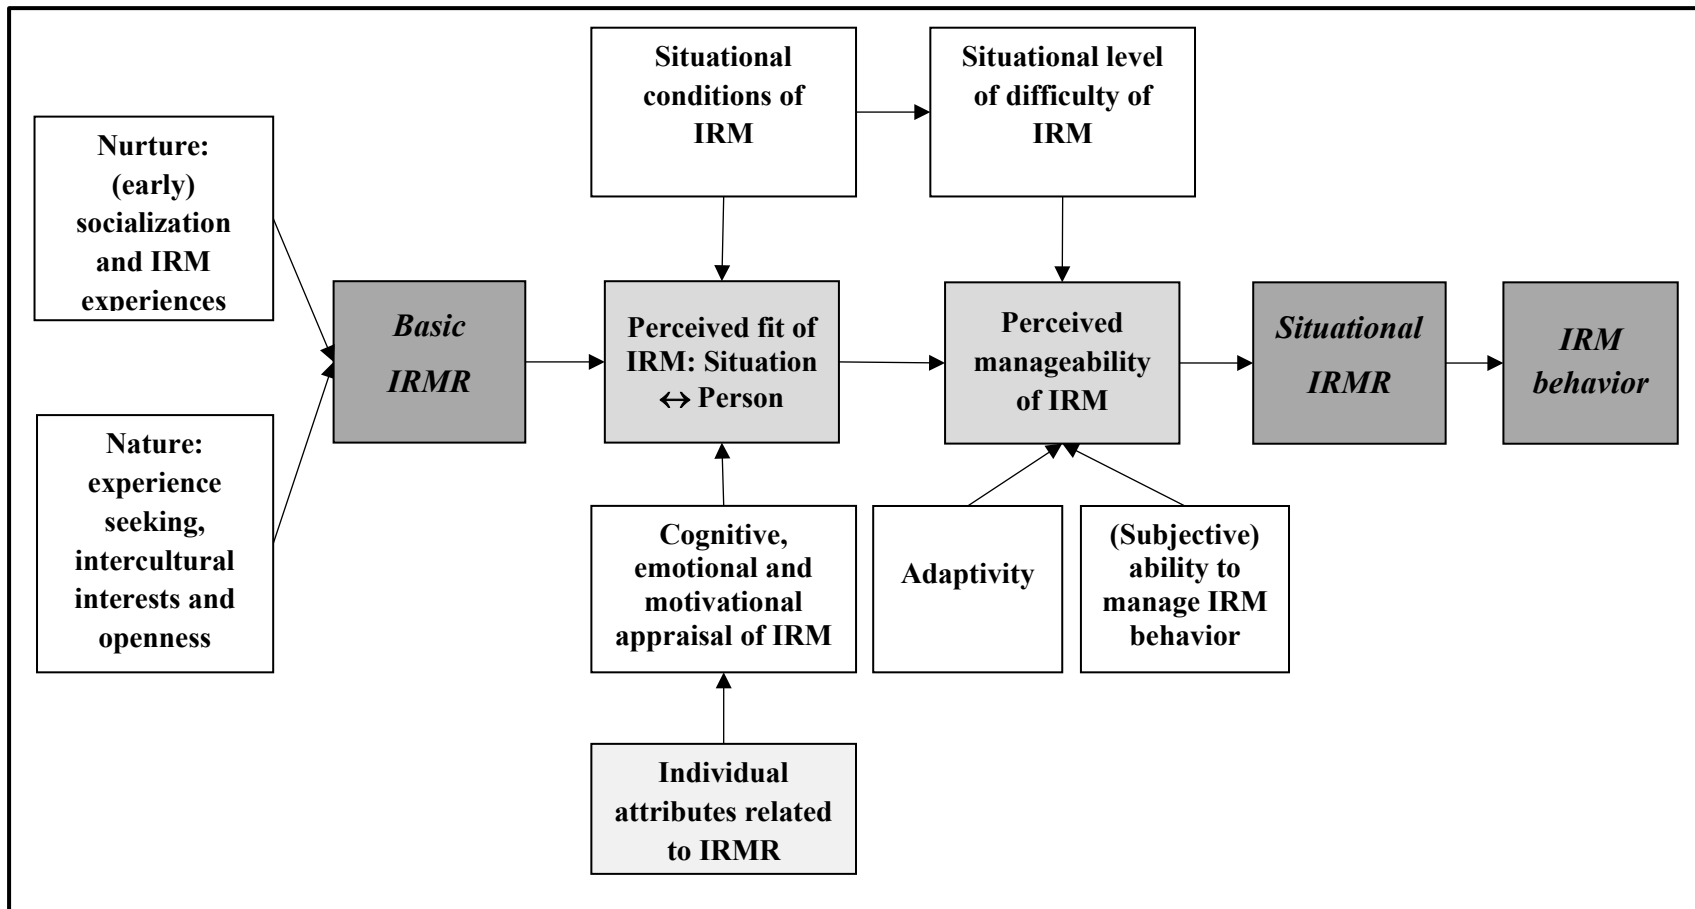 Situational
conditions of
IRM
Situational level
of difficulty of
IRM
Nurture:
(early)
socialization
and IRM
experiences
Basic
IRMR
Perceived fit of
IRM: Situation
↔ Person
Perceived
manageability
of IRM
Situational
IRMR
IRM
behavior
Nature:
experience
seeking,
intercultural
interests and
openness
Cognitive,
emotional and
motivational
appraisal of IRM
Adaptivity
(Subjective)
ability to
manage IRM
behavior
Individual
attributes related
to IRMR